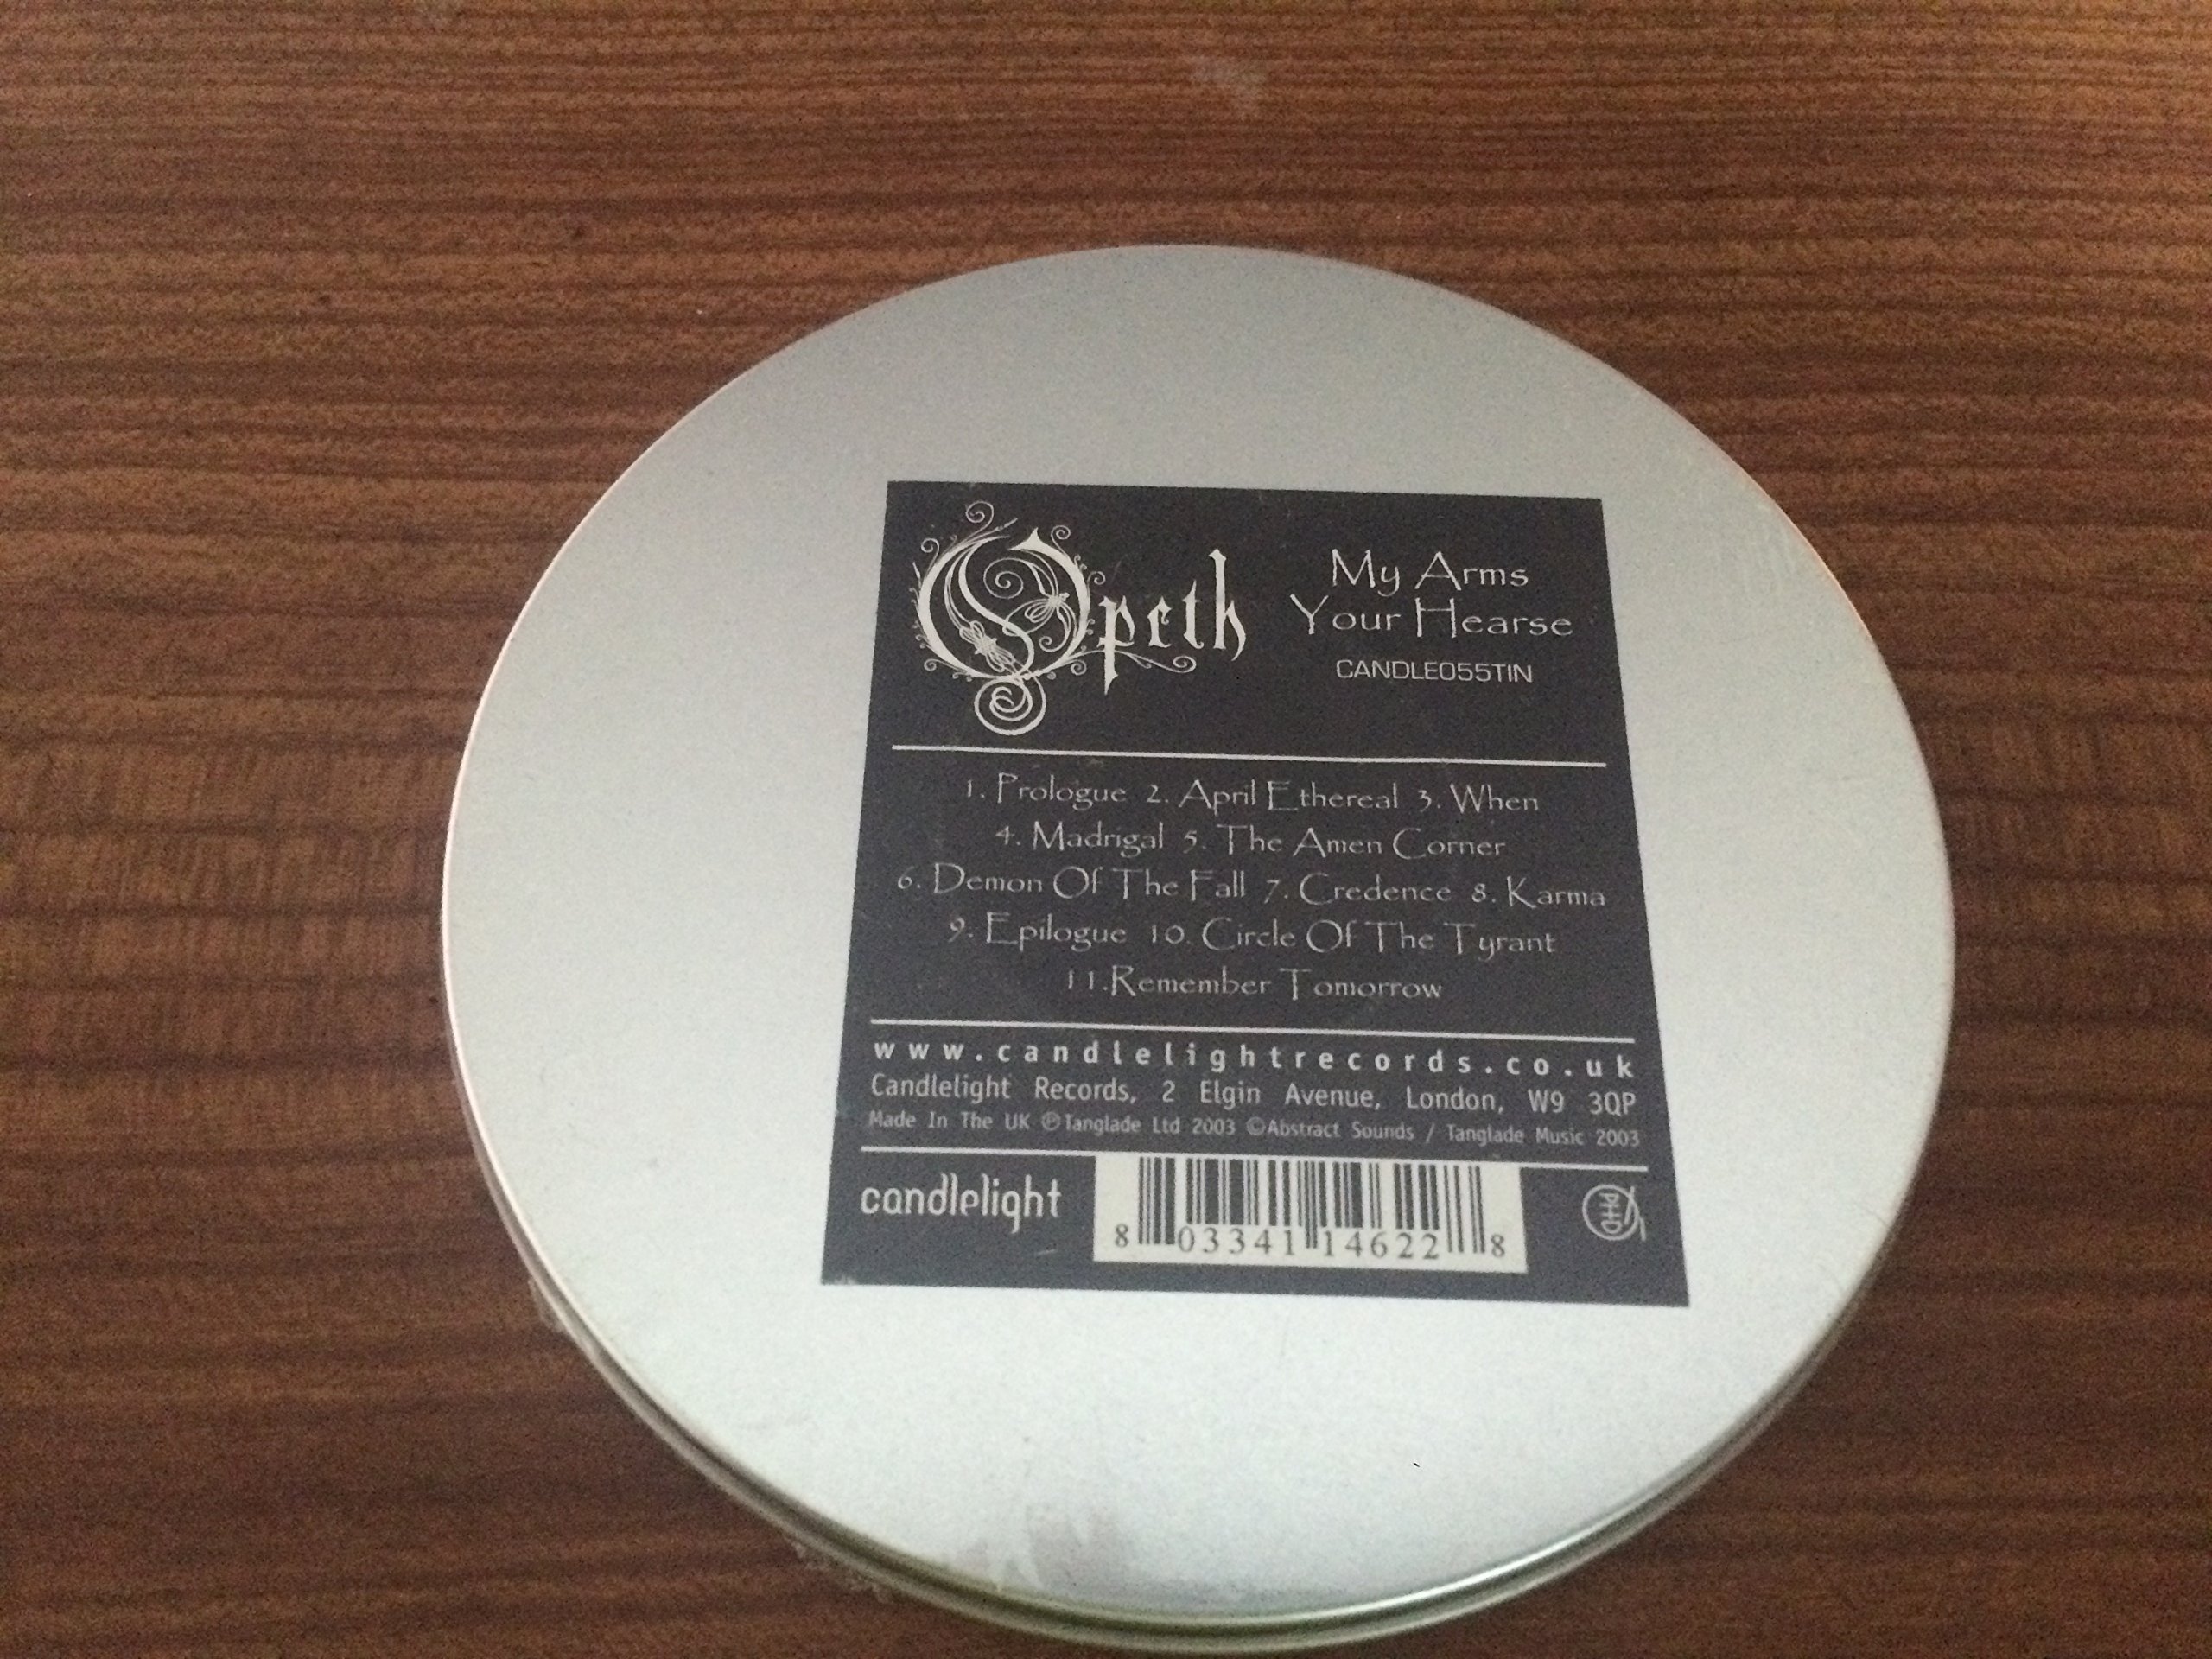 Opeth
My Arms
Your Hearse
CANDLE055TIN
1. Prologue 2. April Ethereal 3. When
4. Madrigal 5. The Amen Corner
6. Demon Of The Fall 7. Credence 8. Karma
9. Epilogue 10. Circle Of The Tyrant
11.Remember Tomorrow
www.candlelightrecords.co.uk
Candlelight Records, 2 Elgin Avenue, London, W9 3QP
Made In The UK ℗Tanglade Ltd 2003 ©Abstract Sounds / Tanglade Music 2003
candlelight
8 03341 14622 8
PHD